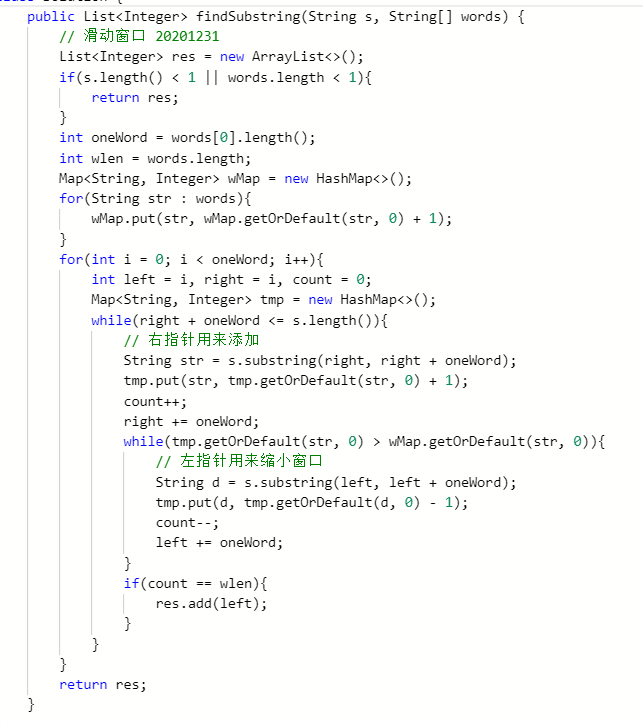 public List<Integer> findSubstring(String s, String[] words) {
// 滑动窗口 20201231
List<Integer> res = new ArrayList<>();
if(s.length() < 1 || words.length < 1){
return res;
}
int oneWord = words[0].length();
int wlen = words.length;
Map<String, Integer> wMap = new HashMap<>();
for(String str : words){
wMap.put(str, wMap.getOrDefault(str, 0) + 1);
}
for(int i = 0; i < oneWord; i++){
int left = i, right = i, count = 0;
Map<String, Integer> tmp = new HashMap<>();
while(right + oneWord <= s.length()){
// 右指针用来添加
String str = s.substring(right, right + oneWord);
tmp.put(str, tmp.getOrDefault(str, 0) + 1);
count++;
right += oneWord;
while(tmp.getOrDefault(str, 0) > wMap.getOrDefault(str, 0)){
// 左指针用来缩小窗口
String d = s.substring(left, left + oneWord);
tmp.put(d, tmp.getOrDefault(d, 0) - 1);
count--;
left += oneWord;
}
if(count == wlen){
res.add(left);
}
}
}
return res;
}